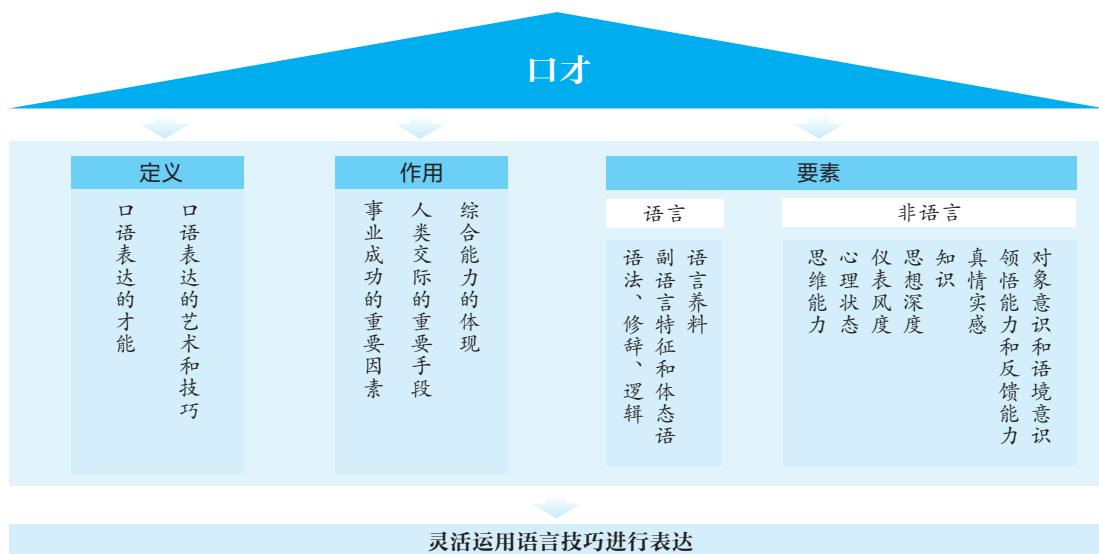 口才
定义
口语表达的才能
口语表达的艺术和技巧
作用
事业成功的重要因素
人类交际的重要手段
综合能力的体现
要素
语言
语法、修辞、逻辑
副语言特征和体态语
语言养料
非语言
思维能力
心理状态
仪表风度
思想深度
知识
真情实感
领悟能力和反馈能力
对象意识和语境意识
灵活运用语言技巧进行表达